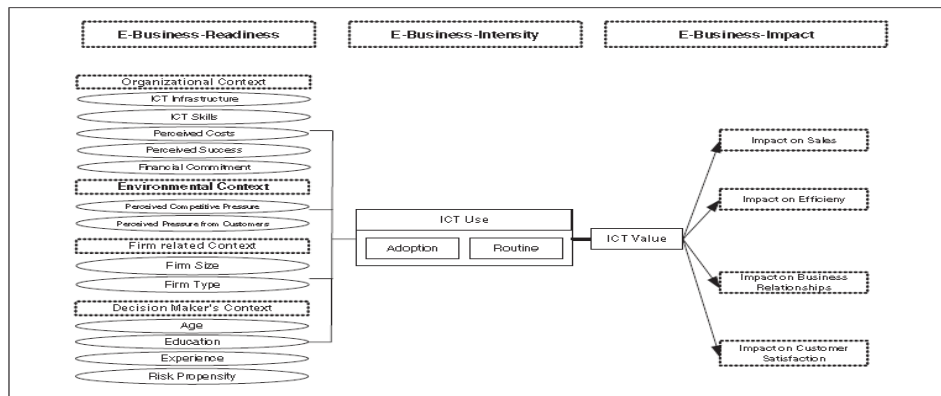 E-Business-Readiness
E-Business-Intensity
E-Business-Impact
Organizational Context
ICT Infrastructure
ICT Skills
Perceived Costs
Perceived Success
Financial Commitment
Environmental Context
Perceived Competitive Pressure
Perceived Pressure from Customers
Firm related Context
Firm Size
Firm Type
Decision Maker's Context
Age
Education
Experience
Risk Propensity
ICT Use
Adoption
Routine
ICT Value
Impact on Sales
Impact on Efficieny
Impact on Business
Relationships
Impact on Customer
Satisfaction